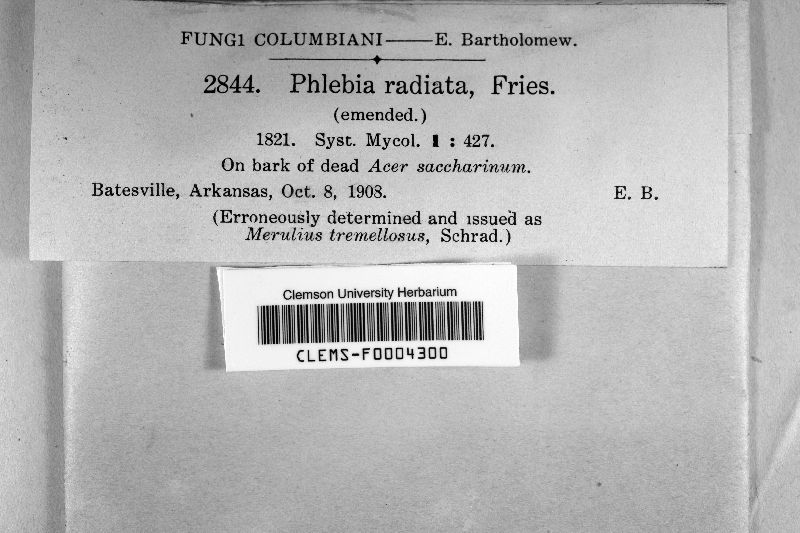 FUNGI COLUMBIANI——E. Bartholomew.
2844. Phlebia radiata, Fries.
(emended.)
1821. Syst. Mycol. 1 : 427.
On bark of dead Acer saccharinum.
Batesville, Arkansas, Oct. 8, 1908. E. B.
(Erroneously determined and issued as
Merulius tremellosus, Schrad.)
Clemson University Herbarium
CLEMS-F0004300